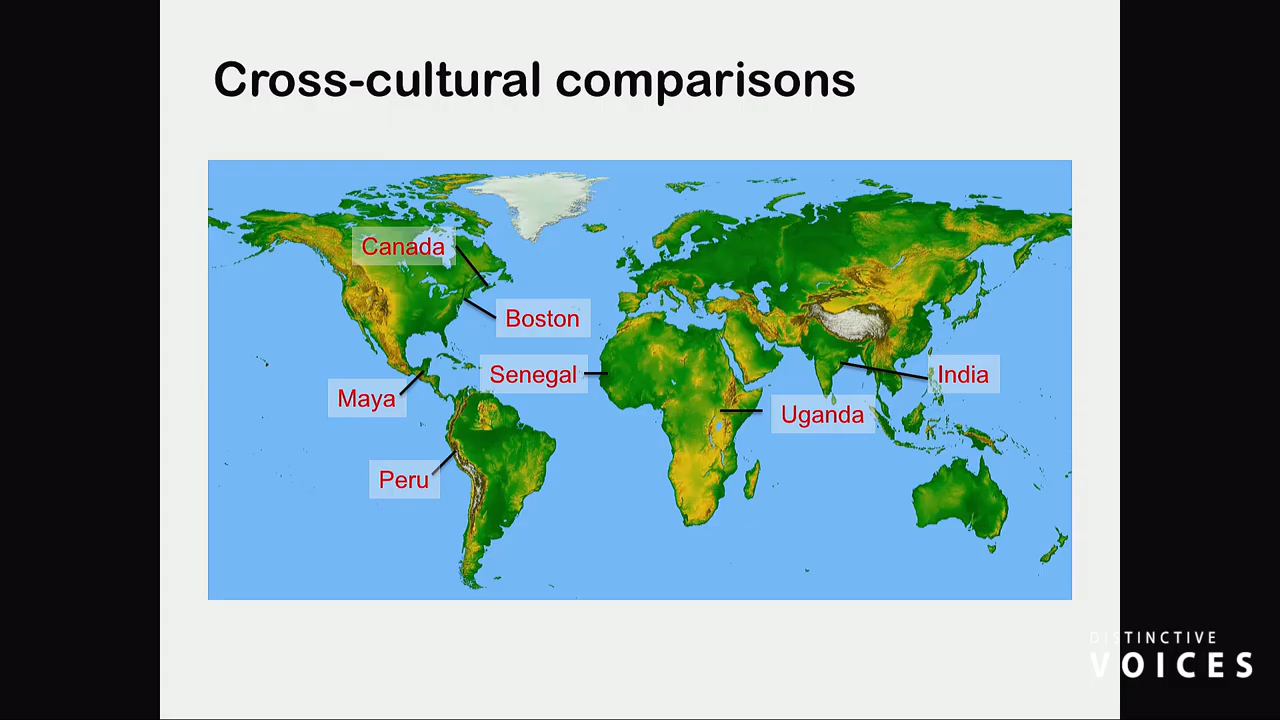 Cross-cultural comparisons
Canada
Boston
Senegal
India
Maya
Uganda
Peru
DISTINCTIVE
VOICES